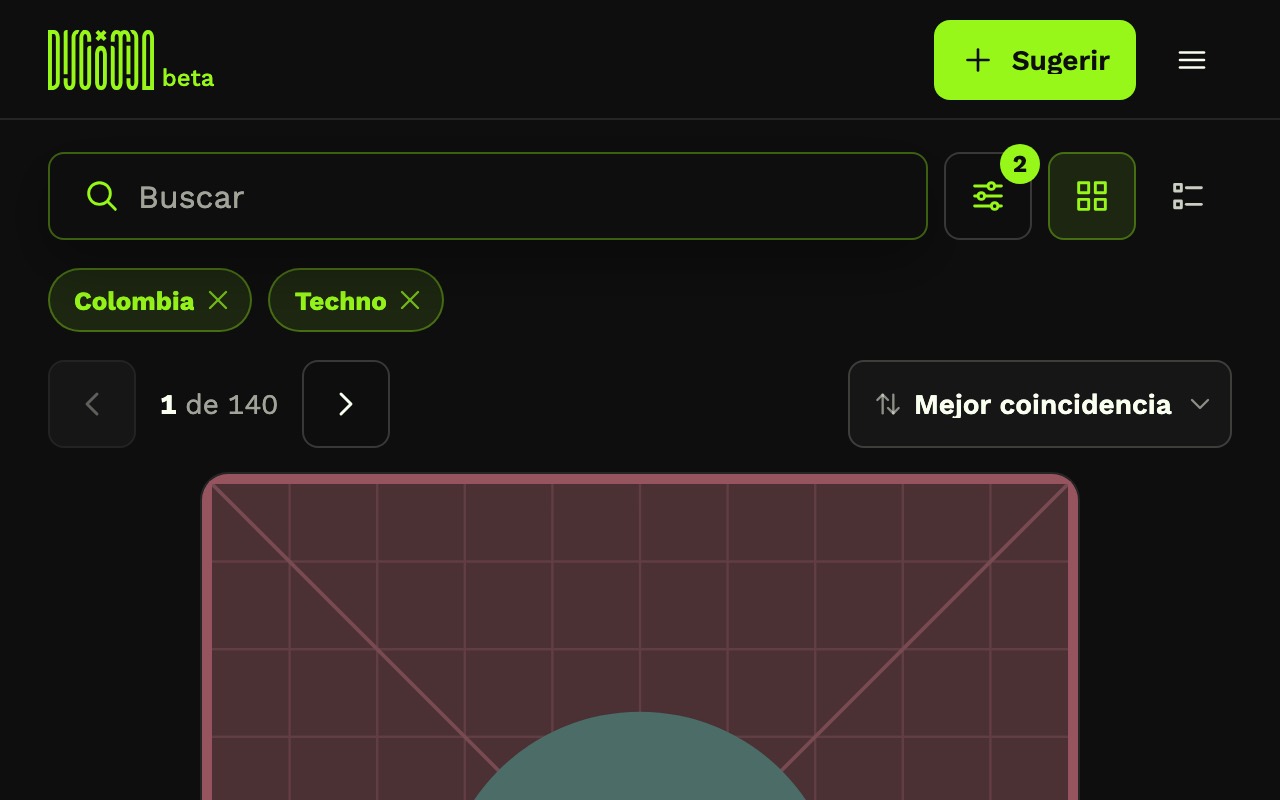 beta
Sugerir
Buscar
2
Colombia
Techno
1 de 140
Mejor coincidencia